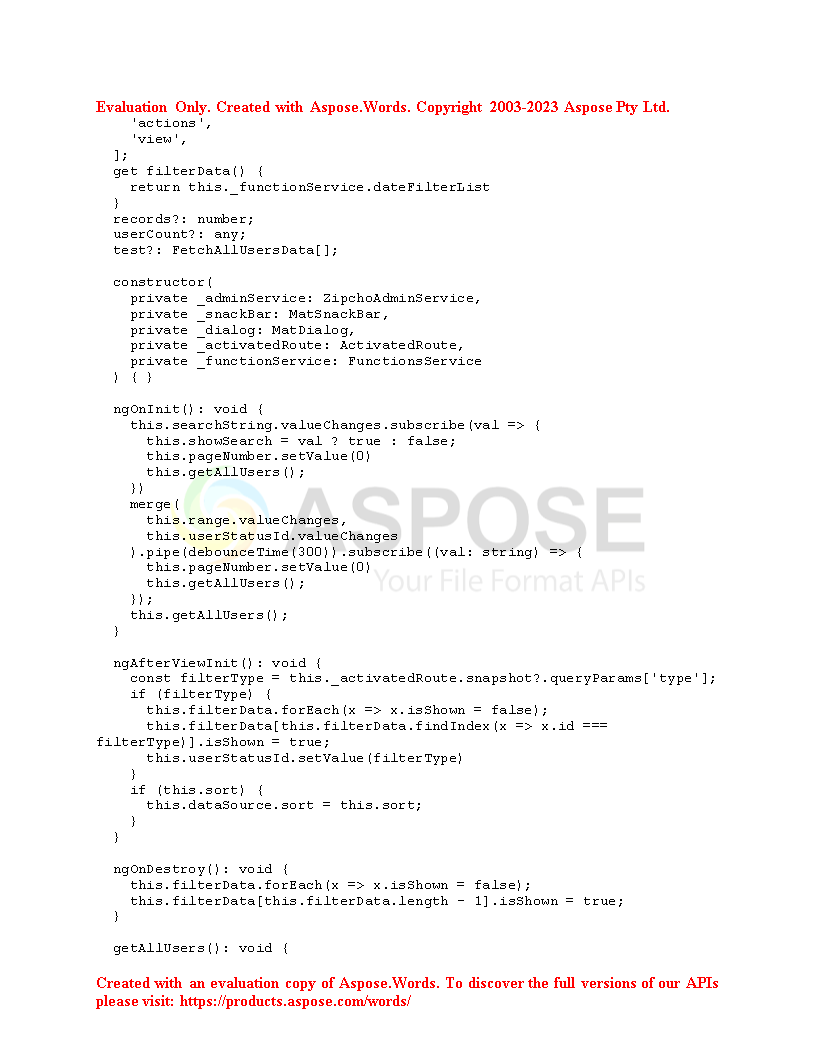 Evaluation Only. Created with Aspose.Words. Copyright 2003-2023 Aspose Pty Ltd.
    'actions',
    'view',
  ];
  get filterData() {
    return this._functionService.dateFilterList
  }
  records?: number;
  userCount?: any;
  test?: FetchAllUsersData[];

  constructor(
    private _adminService: ZipchoAdminService,
    private _snackBar: MatSnackBar,
    private _dialog: MatDialog,
    private _activatedRoute: ActivatedRoute,
    private _functionService: FunctionsService
  ) { }

  ngOnInit(): void {
    this.searchString.valueChanges.subscribe(val => {
      this.showSearch = val ? true : false;
      this.pageNumber.setValue(0)
      this.getAllUsers();
    })
    merge(
      this.range.valueChanges,
      this.userStatusId.valueChanges
    ).pipe(debounceTime(300)).subscribe((val: string) => {
      this.pageNumber.setValue(0)
      this.getAllUsers();
    });
    this.getAllUsers();
  }

  ngAfterViewInit(): void {
    const filterType = this._activatedRoute.snapshot?.queryParams['type'];
    if (filterType) {
      this.filterData.forEach(x => x.isShown = false);
      this.filterData[this.filterData.findIndex(x => x.id ===
filterType)].isShown = true;
      this.userStatusId.setValue(filterType)
    }
    if (this.sort) {
      this.dataSource.sort = this.sort;
    }
  }

  ngOnDestroy(): void {
    this.filterData.forEach(x => x.isShown = false);
    this.filterData[this.filterData.length - 1].isShown = true;
  }

  getAllUsers(): void {
ASPOSE
Your File Format APIs
Created with an evaluation copy of Aspose.Words. To discover the full versions of our APIs
please visit: https://products.aspose.com/words/